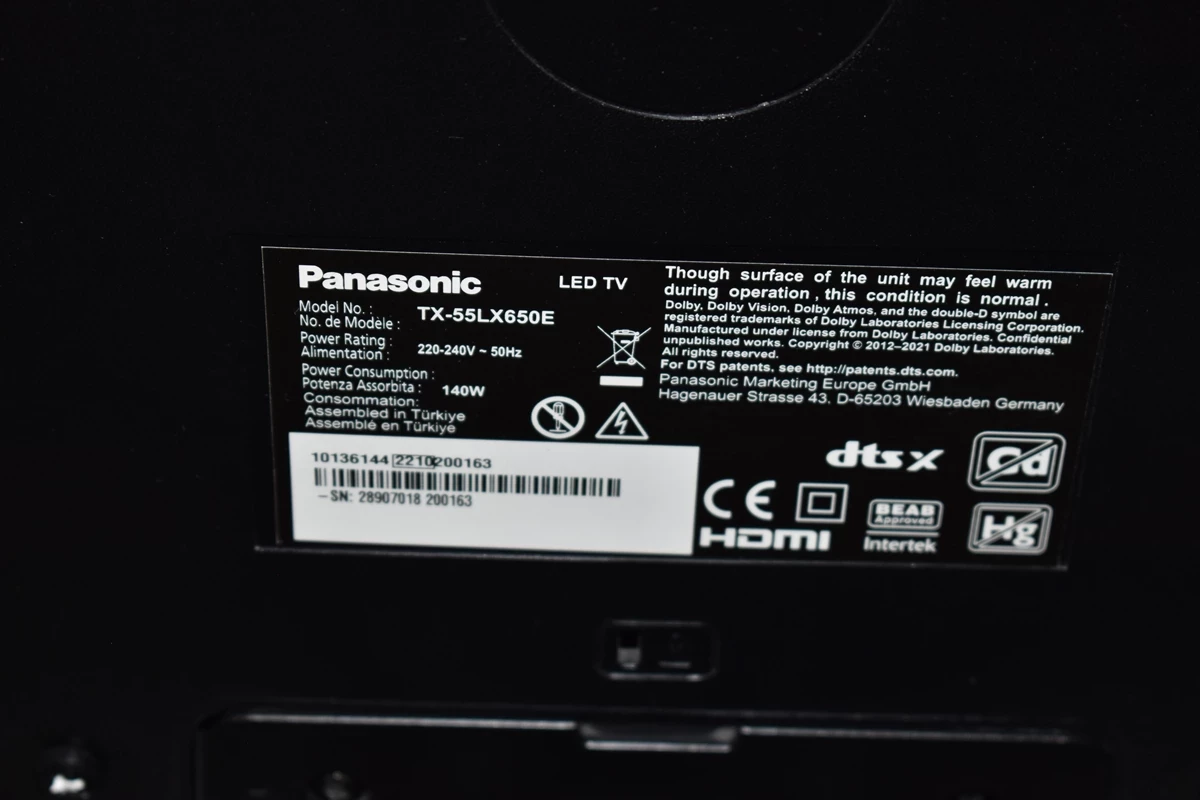 Panasonic
LED TV
Model No. :
No. de Modèle :
TX-55LX650E
Power Rating :
Alimentation :
220-240V ~ 50Hz
Power Consumption :
Potenza Assorbita :
Consommation:
140W
Assembled in Türkiye
Assemblé en Türkiye
10136144 2210200163
SN: 28907018 200163
Though surface of the unit may feel warm
during operation , this condition is normal .
Dolby, Dolby Vision, Dolby Atmos, and the double-D symbol are
registered trademarks of Dolby Laboratories Licensing Corporation.
Manufactured under license from Dolby Laboratories. Confidential
unpublished works. Copyright © 2012–2021 Dolby Laboratories.
All rights reserved.
For DTS patents, see http://patents.dts.com.
Panasonic Marketing Europe GmbH
Hagenauer Strasse 43, D-65203 Wiesbaden Germany
dts X
Cd
CE
BEAB
Approved
Hg
HDMI
Intertek